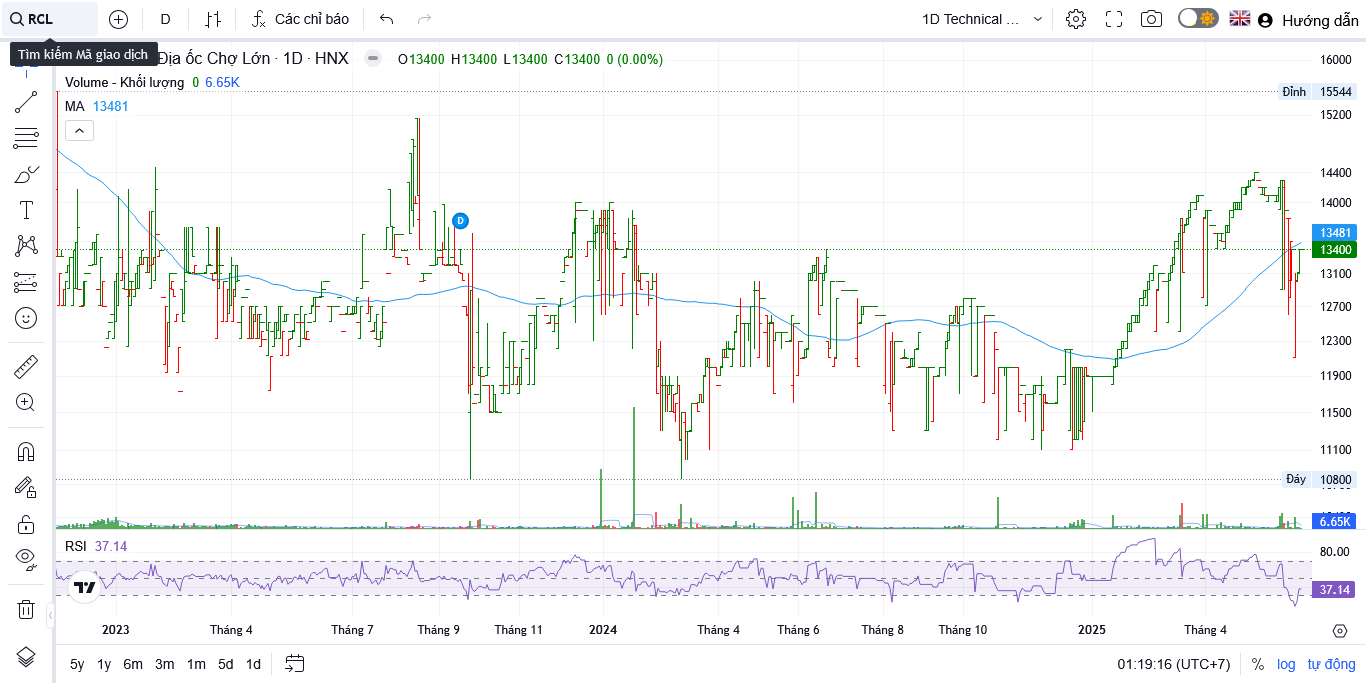 RCL D Các chỉ báo 1D Technical ... Hướng dẫn
Tìm kiếm Mã giao dịch
Địa ốc Chợ Lớn · 1D · HNX O13400 H13400 L13400 C13400 0 (0.00%)
Volume - Khối lượng 0 6.65K
MA 13481
D
16000
Đỉnh 15544
15200
14400
14000
13481
13400
13100
12700
12300
11900
11500
11100
Đáy 10800
6.65K
RSI 37.14
80.00
37.14
2023 Tháng 4 Tháng 7 Tháng 9 Tháng 11 2024 Tháng 4 Tháng 6 Tháng 8 Tháng 10 2025 Tháng 4
5y 1y 6m 3m 1m 5d 1d 01:19:16 (UTC+7) % log tự động